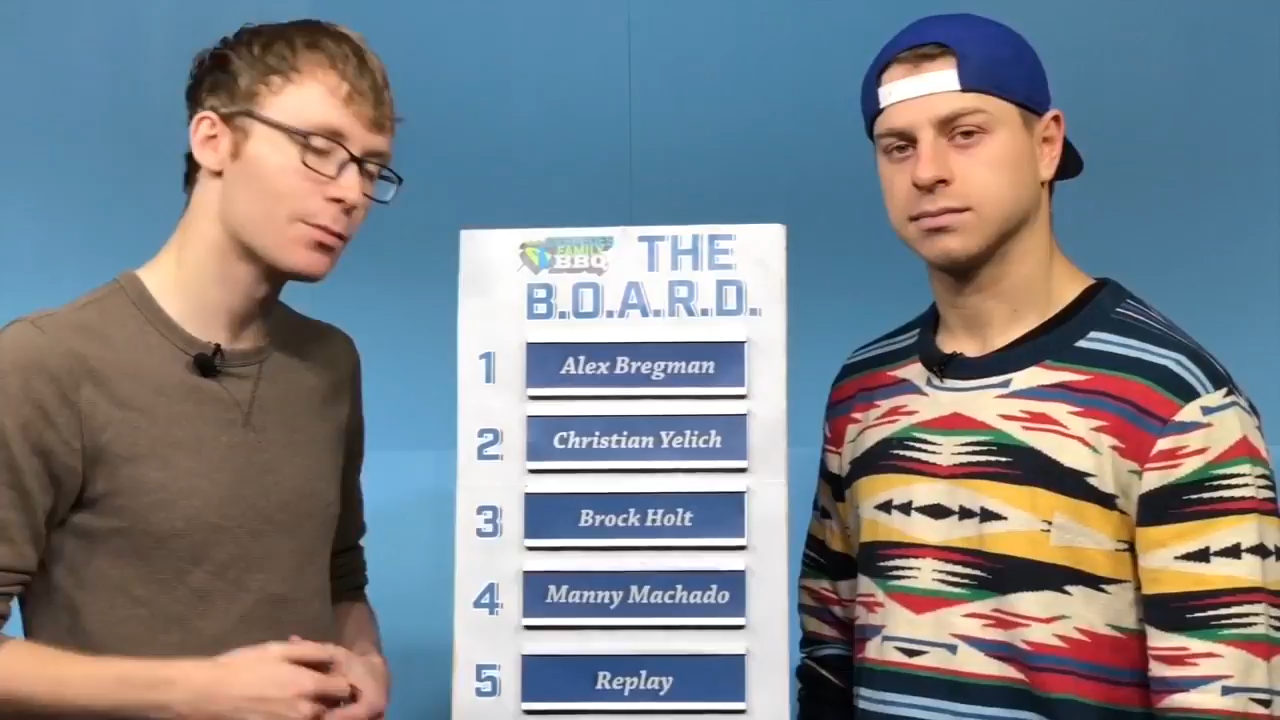 FAMILY
BBQ
THE
B.O.A.R.D.
1 Alex Bregman
2 Christian Yelich
3 Brock Holt
4 Manny Machado
5 Replay